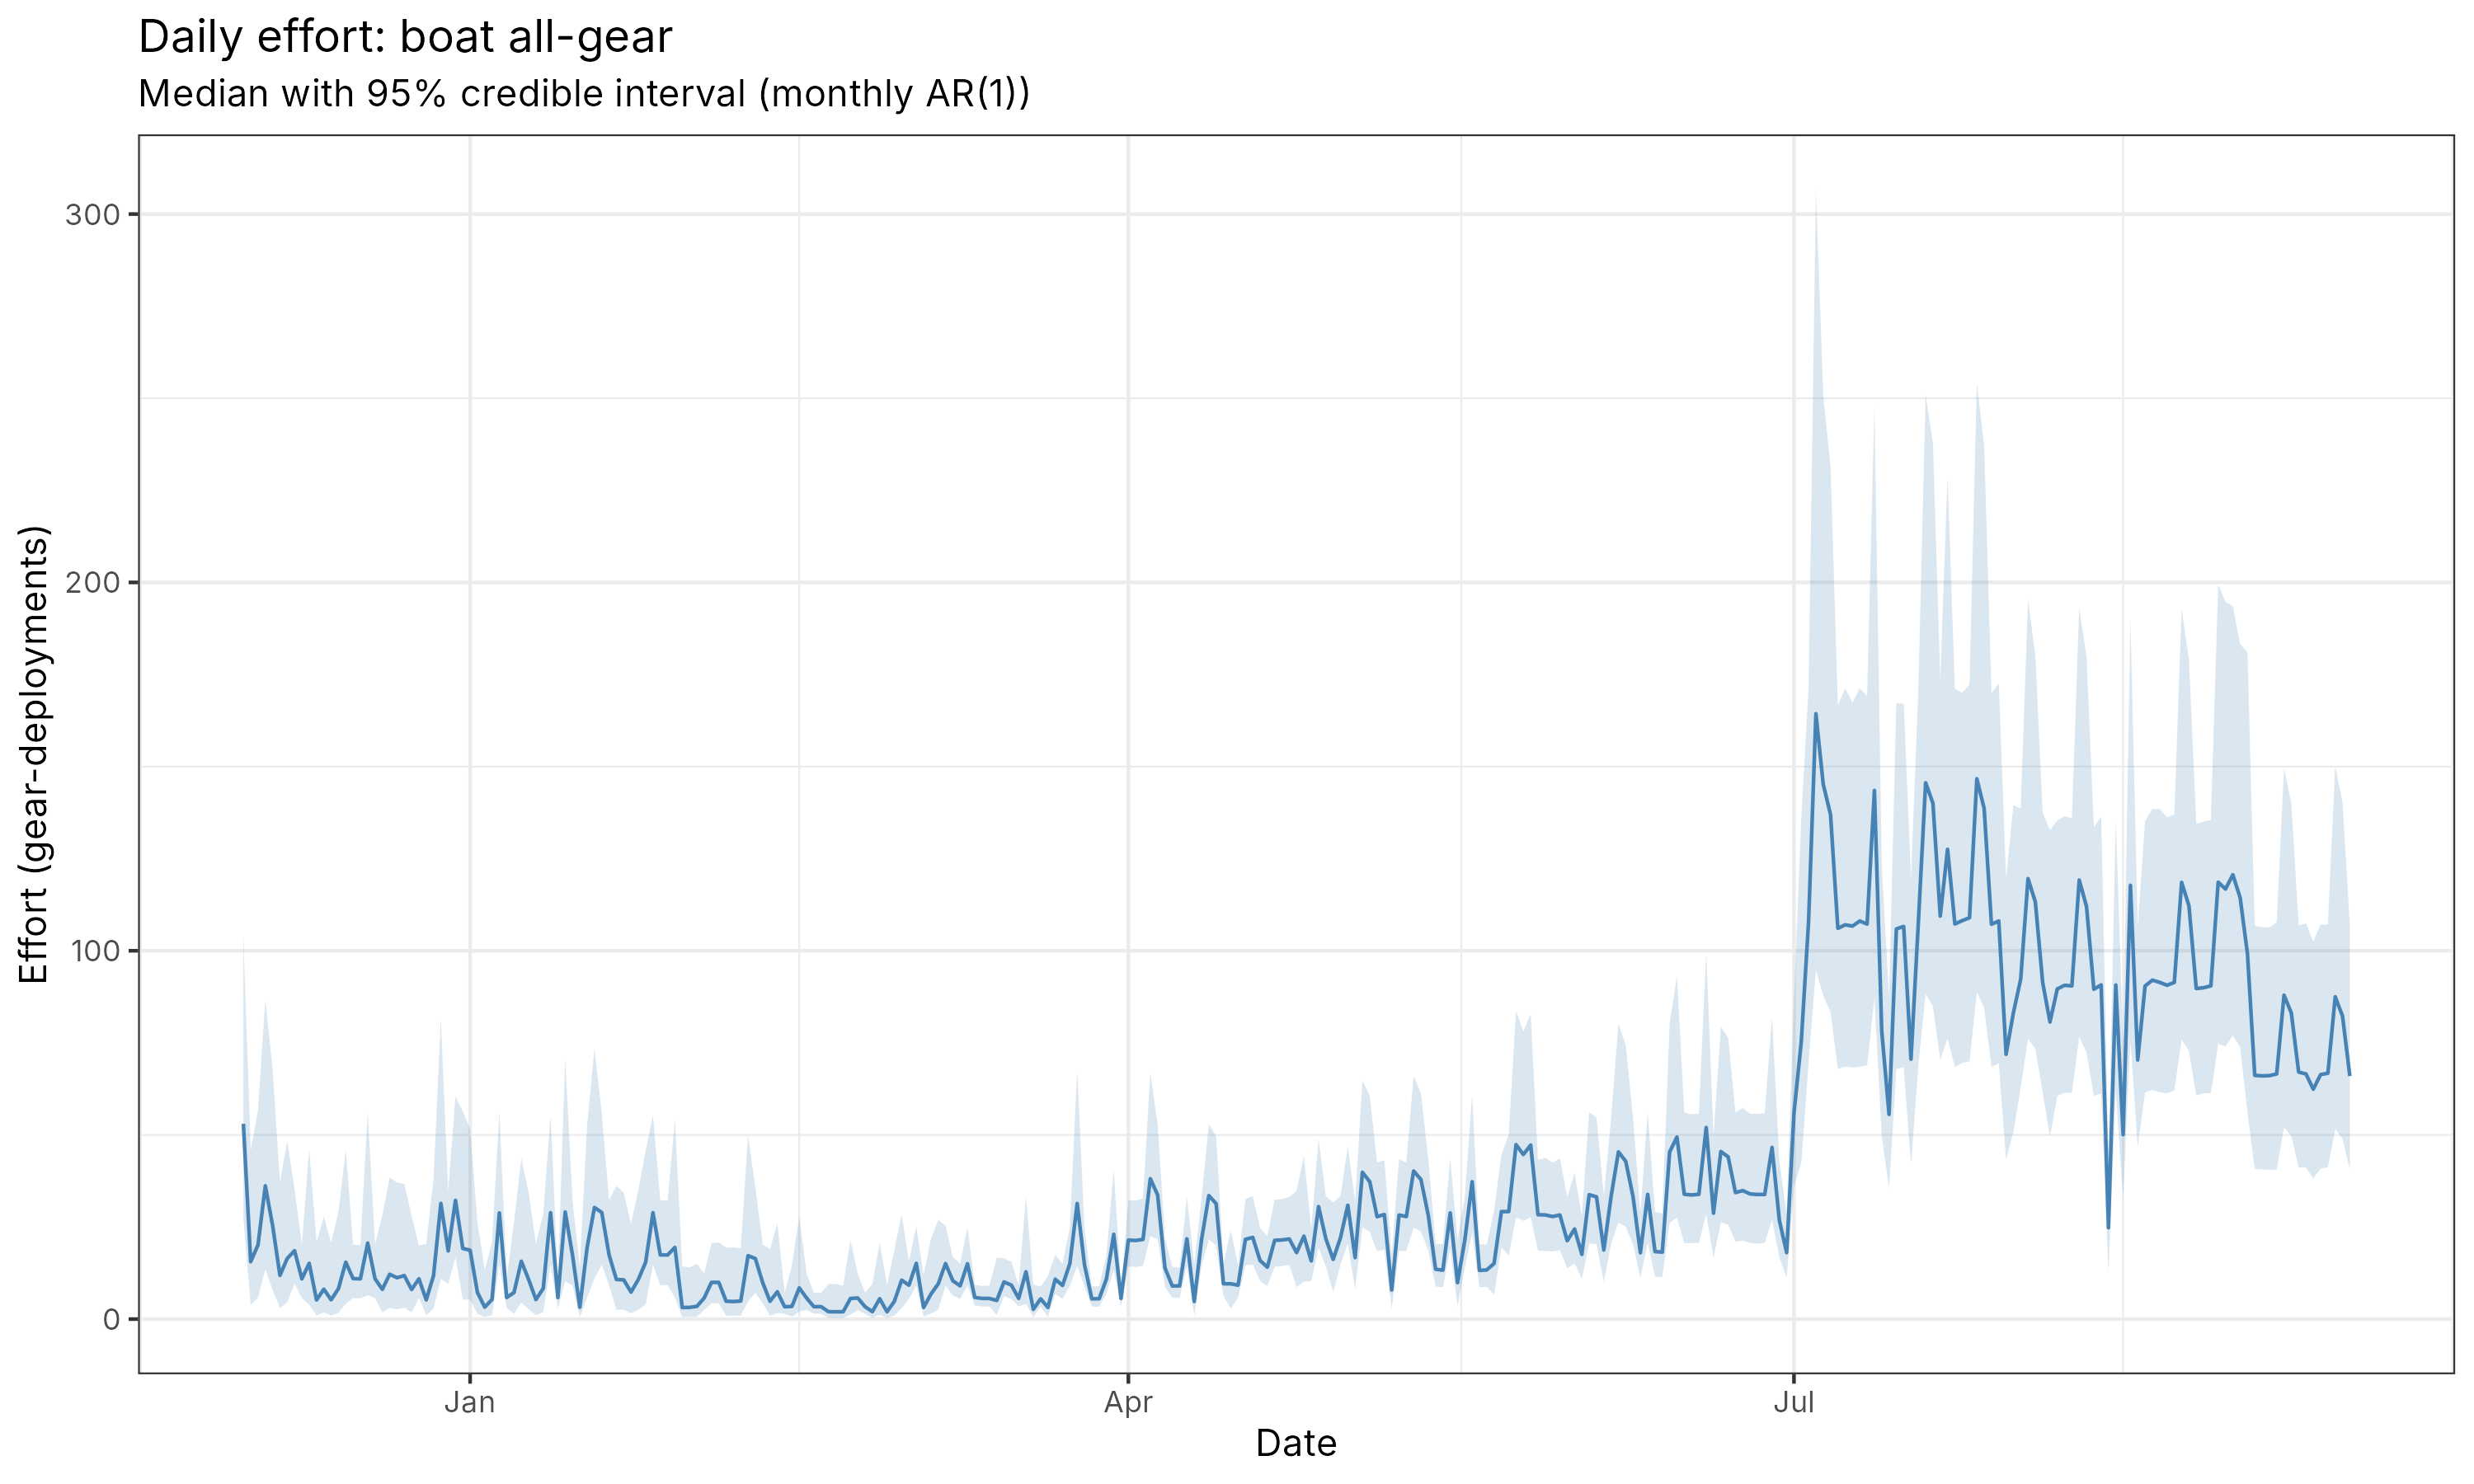 Daily effort: boat all-gear
Median with 95% credible interval (monthly AR(1))
Effort (gear-deployments)
300
200
100
0
Jan
Apr
Jul
Date